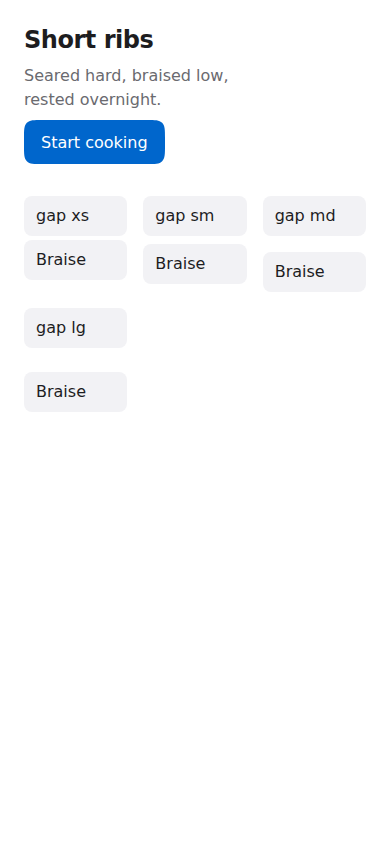 Short ribs
Seared hard, braised low,
rested overnight.
Start cooking
gap xs
Braise
gap sm
Braise
gap md
Braise
gap lg
Braise